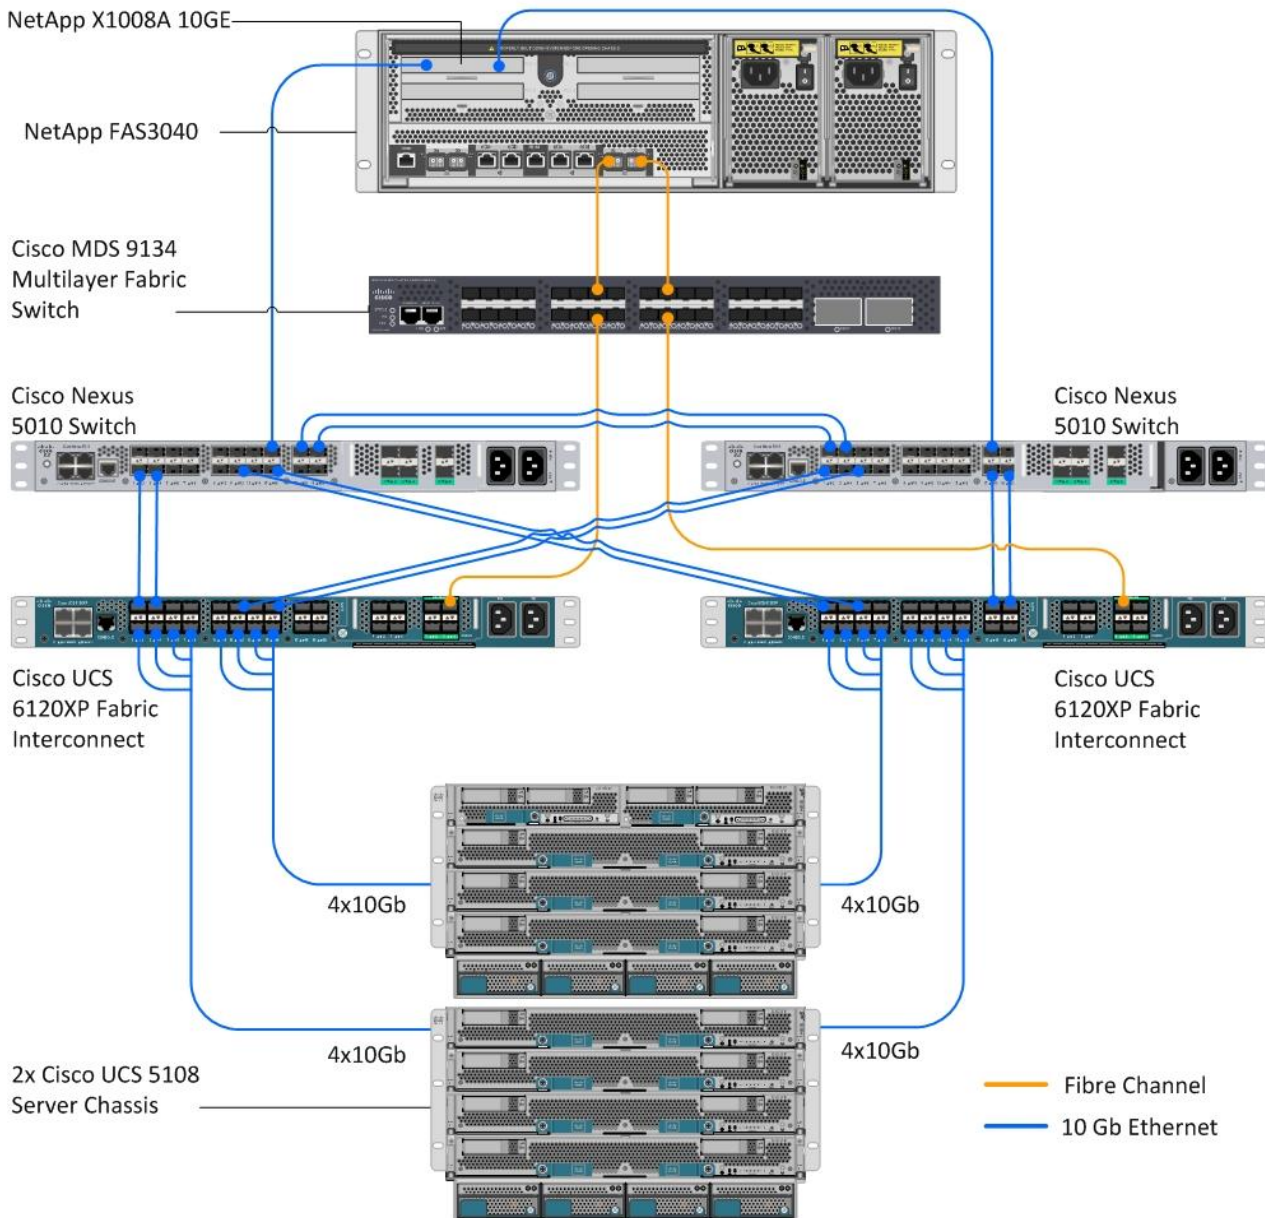 NetApp X1008A 10GE
NetApp FAS3040
Cisco MDS 9134
Multilayer Fabric
Switch
Cisco Nexus
5010 Switch
Cisco Nexus
5010 Switch
Cisco UCS
6120XP Fabric
Interconnect
Cisco UCS
6120XP Fabric
Interconnect
4x10Gb
4x10Gb
4x10Gb
4x10Gb
2x Cisco UCS 5108
Server Chassis
Fibre Channel
10 Gb Ethernet